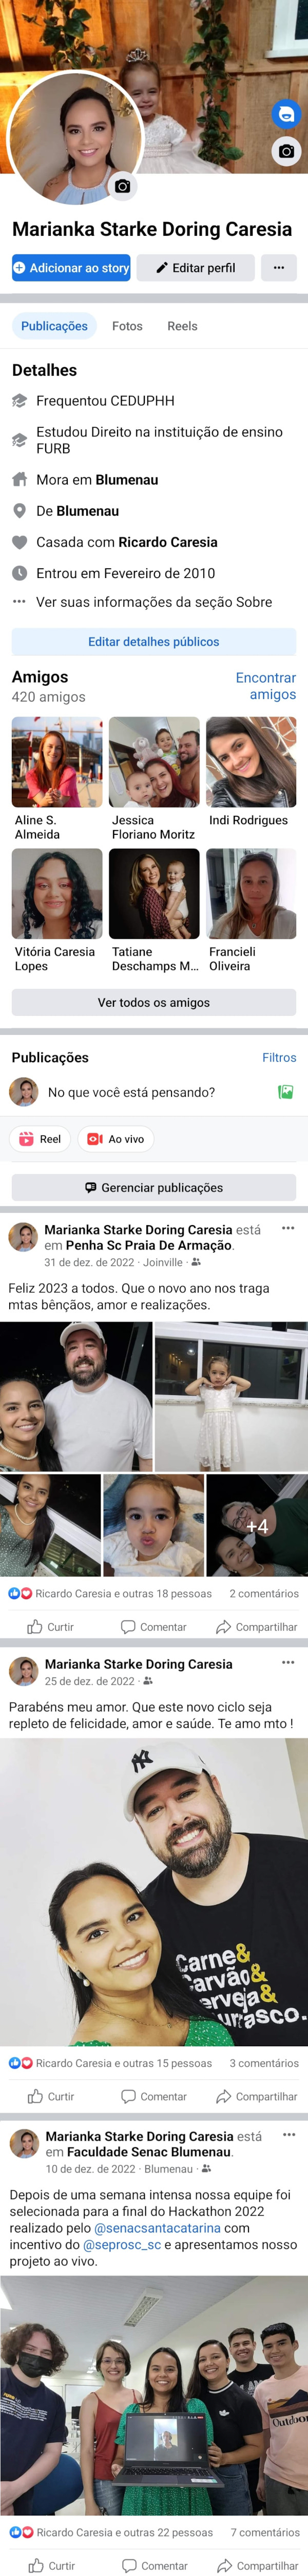 Marianka Starke Doring Caresia
Adicionar ao story
Editar perfil
Publicações
Fotos
Reels
Detalhes
Frequentou CEDUPHH
Estudou Direito na instituição de ensino
FURB
Mora em Blumenau
De Blumenau
Casada com Ricardo Caresia
Entrou em Fevereiro de 2010
Ver suas informações da seção Sobre
Editar detalhes públicos
Amigos
Encontrar
amigos
420 amigos
Aline S.
Almeida
Jessica
Floriano Moritz
Indi Rodrigues
Vitória Caresia
Lopes
Tatiane
Deschamps M...
Francieli
Oliveira
Ver todos os amigos
Publicações
Filtros
No que você está pensando?
Reel
Ao vivo
Gerenciar publicações
Marianka Starke Doring Caresia está
em Penha Sc Praia De Armação.
31 de dez. de 2022 · Joinville ·
Feliz 2023 a todos. Que o novo ano nos traga
mtas bênçãos, amor e realizações.
+4
Ricardo Caresia e outras 18 pessoas
2 comentários
Curtir
Comentar
Compartilhar
Marianka Starke Doring Caresia
25 de dez. de 2022 ·
Parabéns meu amor. Que este novo ciclo seja
repleto de felicidade, amor e saúde. Te amo mto !
NY
Carne&
arvão&
erveja&
urasco.
Ricardo Caresia e outras 15 pessoas
3 comentários
Curtir
Comentar
Compartilhar
Marianka Starke Doring Caresia está
em Faculdade Senac Blumenau.
10 de dez. de 2022 · Blumenau ·
Depois de uma semana intensa nossa equipe foi
selecionada para a final do Hackathon 2022
realizado pelo @senacsantacatarina com
incentivo do @seprosc_sc e apresentamos nosso
projeto ao vivo.
Outdoo
Ricardo Caresia e outras 22 pessoas
7 comentários
Curtir
Comentar
Compartilhar